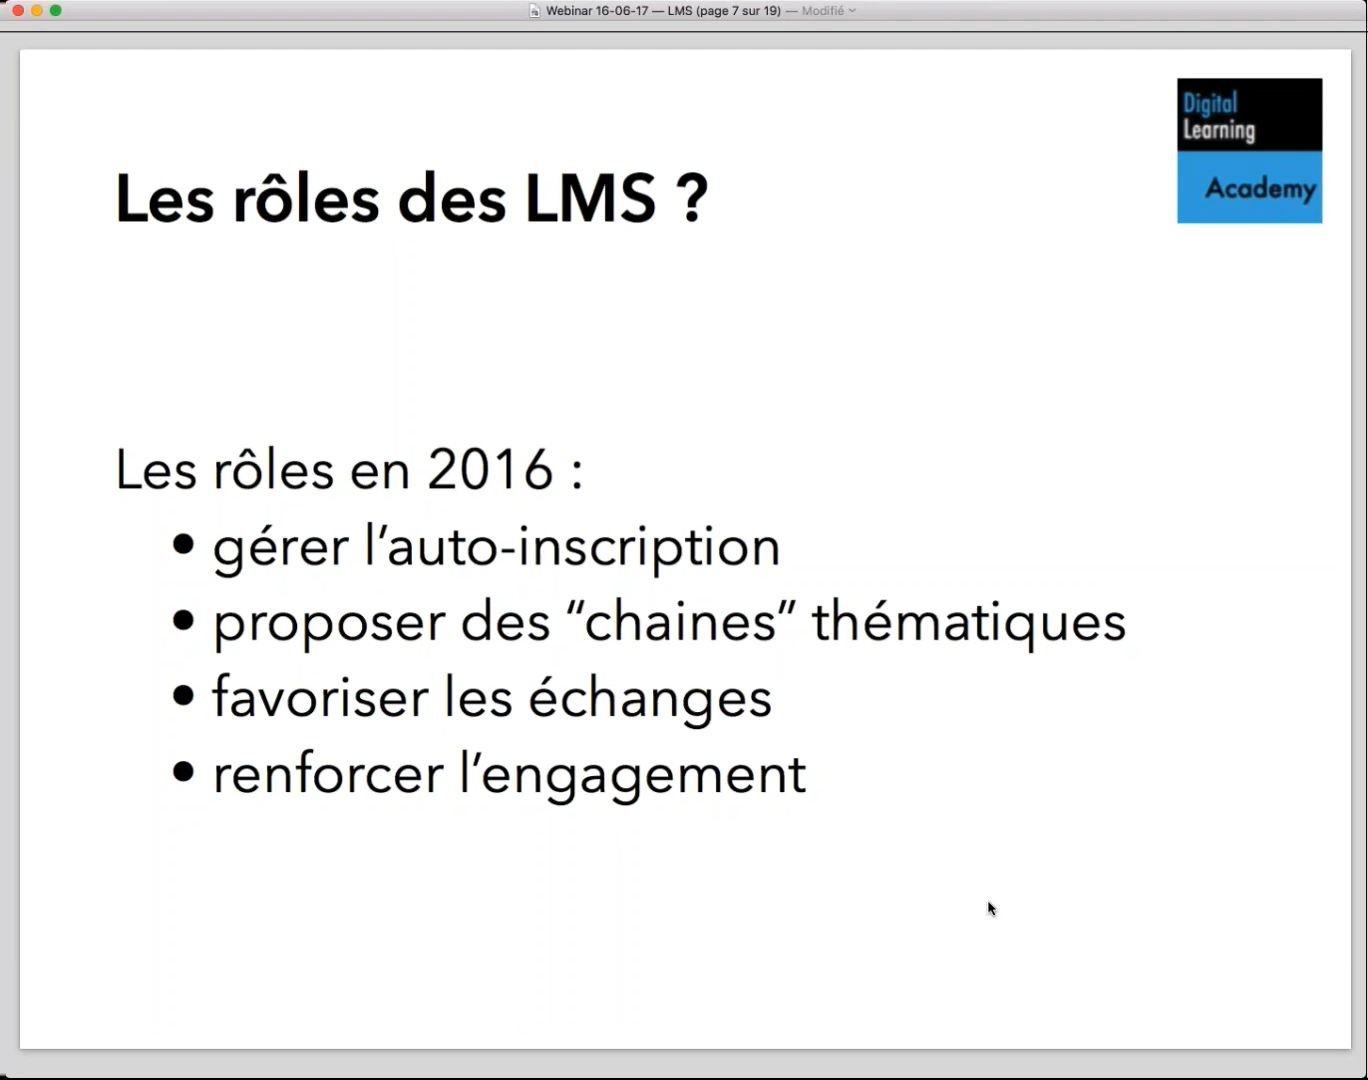 Webinar 16-06-17 — LMS (page 7 sur 19) — Modifié
Digital
Learning
Academy
Les rôles des LMS ?
Les rôles en 2016 :
• gérer l’auto-inscription
• proposer des “chaines” thématiques
• favoriser les échanges
• renforcer l’engagement